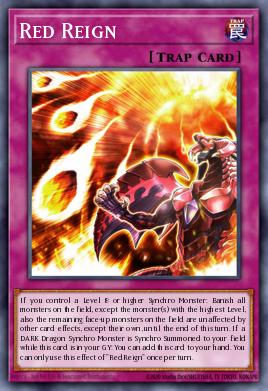 RED REIGN
TRAP
罠
[TRAP CARD]
If you control a Level 8 or higher Synchro Monster: Banish all
monsters on the field, except the monster(s) with the highest Level,
also the remaining face-up monsters on the field are unaffected by
other card effects, except their own, until the end of this turn. If a
DARK Dragon Synchro Monster is Synchro Summoned to your field
while this card is in your GY: You can add this card to your hand. You
can only use this effect of "Red Reign" once per turn.